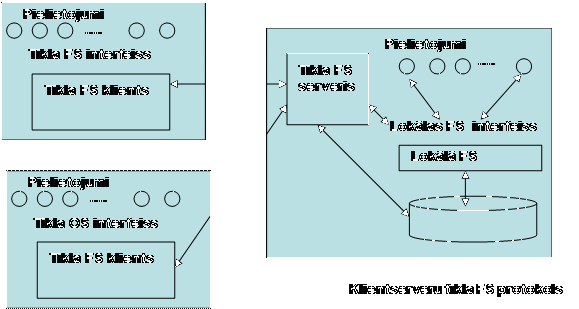 Pielietojumi
......
Tīkla FS interfeiss
Tīkla FS klients
Pielietojumi
......
Tīkla OS interfeiss
Tīkla FS klients
Pielietojumi
......
Tīkla FS
serveris
Lokālās FS interfeiss
Lokālā FS
Klientserveru tīkla FS protokols